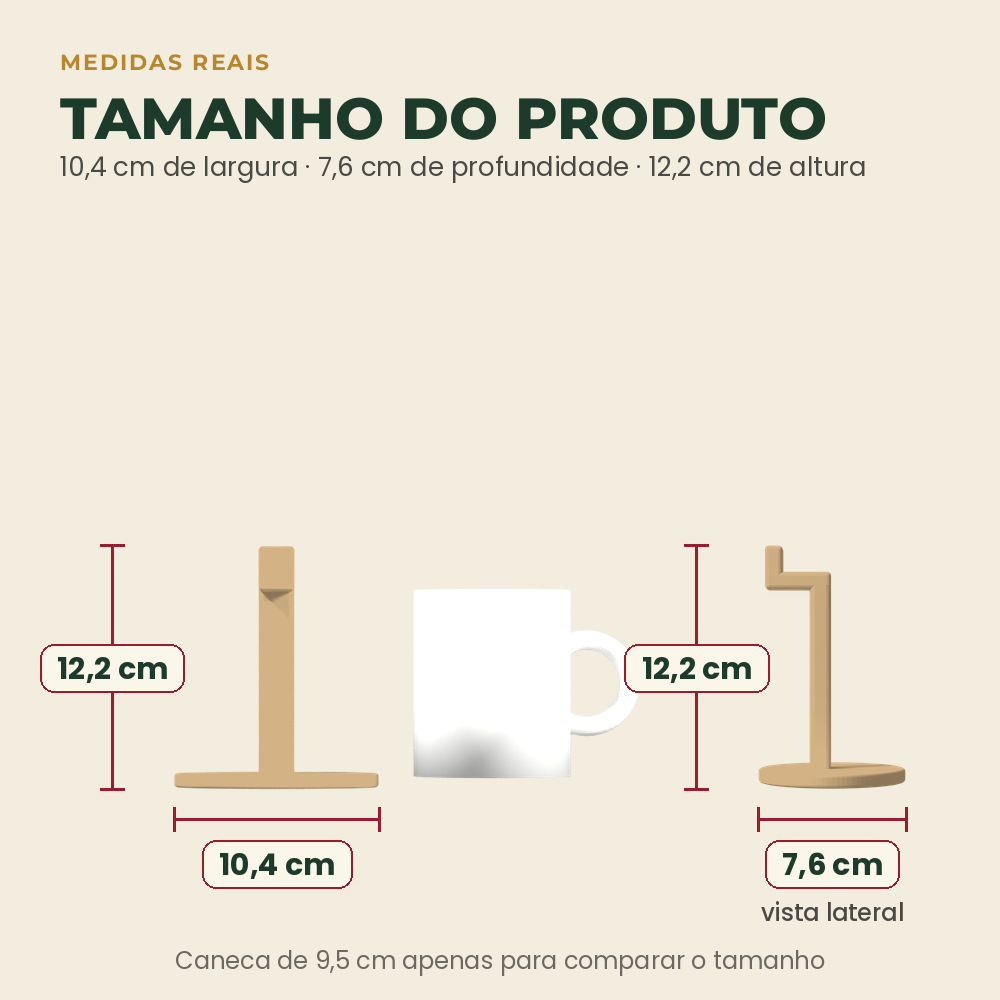 MEDIDAS REAIS
TAMANHO DO PRODUTO
10,4 cm de largura · 7,6 cm de profundidade · 12,2 cm de altura
12,2 cm
12,2 cm
10,4 cm
7,6 cm
vista lateral
Caneca de 9,5 cm apenas para comparar o tamanho